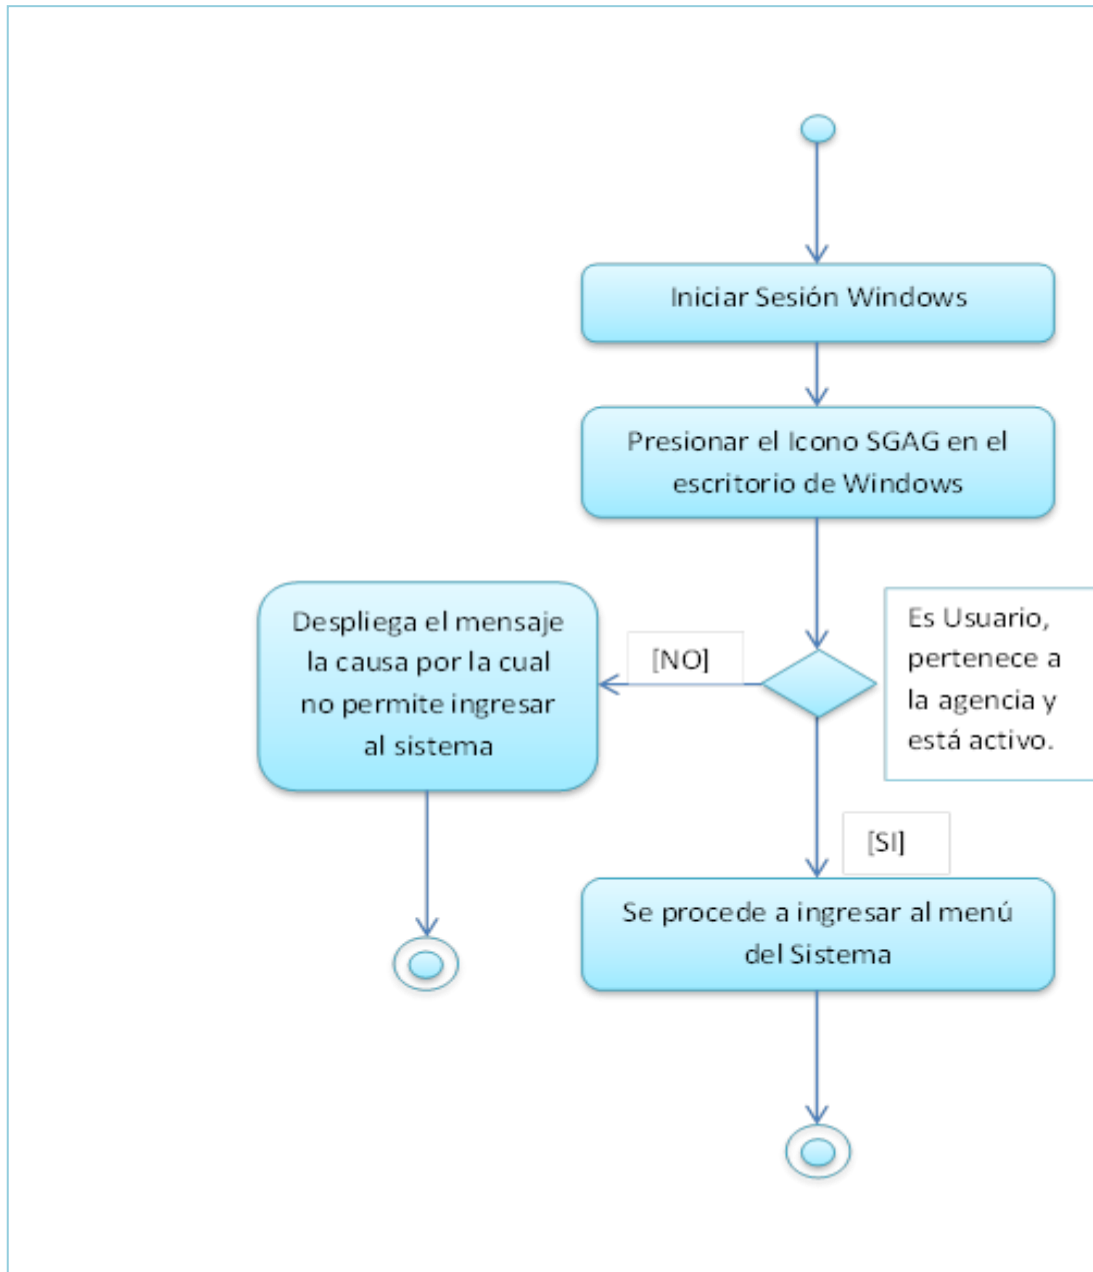 Iniciar Sesión Windows
Presionar el Icono SGAG en el
escritorio de Windows
Despliega el mensaje
la causa por la cual
no permite ingresar
al sistema
[NO]
Es Usuario,
pertenece a
la agencia y
está activo.
[SI]
Se procede a ingresar al menú
del Sistema